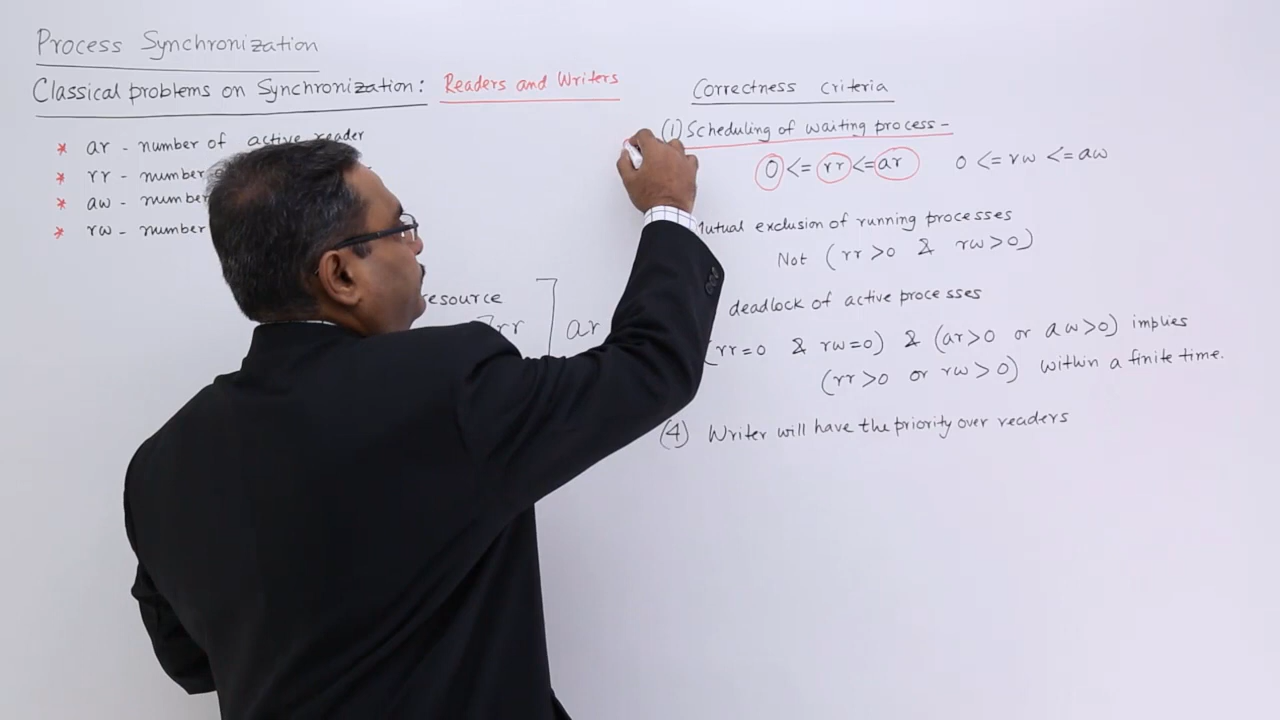 Process Synchronization
Classical problems on Synchronization: Readers and Writers
* ar - number of active reader
* rr - number
* aw - number
* rw - number
resource
rr ar
Correctness criteria
(1) Scheduling of waiting process -
0 <= rr <= ar 0 <= rw <= aw
Mutual exclusion of running processes
Not (rr >0 & rw >0)
deadlock of active processes
(rr=0 & rw=0) & (ar>0 or aw>0) implies
(rr >0 or rw >0) within a finite time.
(4) Writer will have the priority over readers